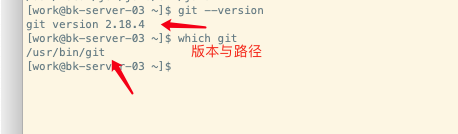 [work@bk-server-03 ~]$ git --version
git version 2.18.4
[work@bk-server-03 ~]$ which git
/usr/bin/git
版本与路径
[work@bk-server-03 ~]$